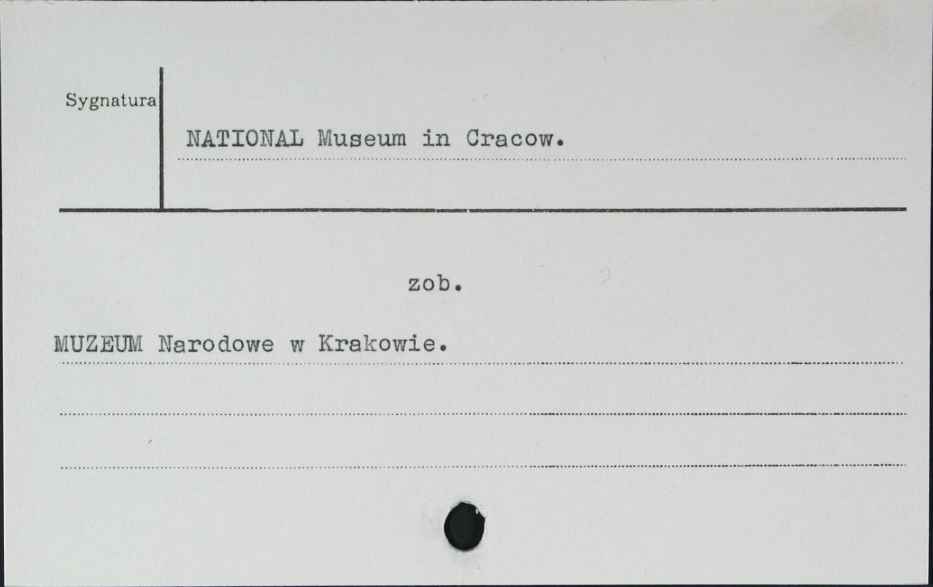 Sygnatura
NATIONAL Museum in Cracow.
zob.
MUZEUM Narodowe w Krakowie.